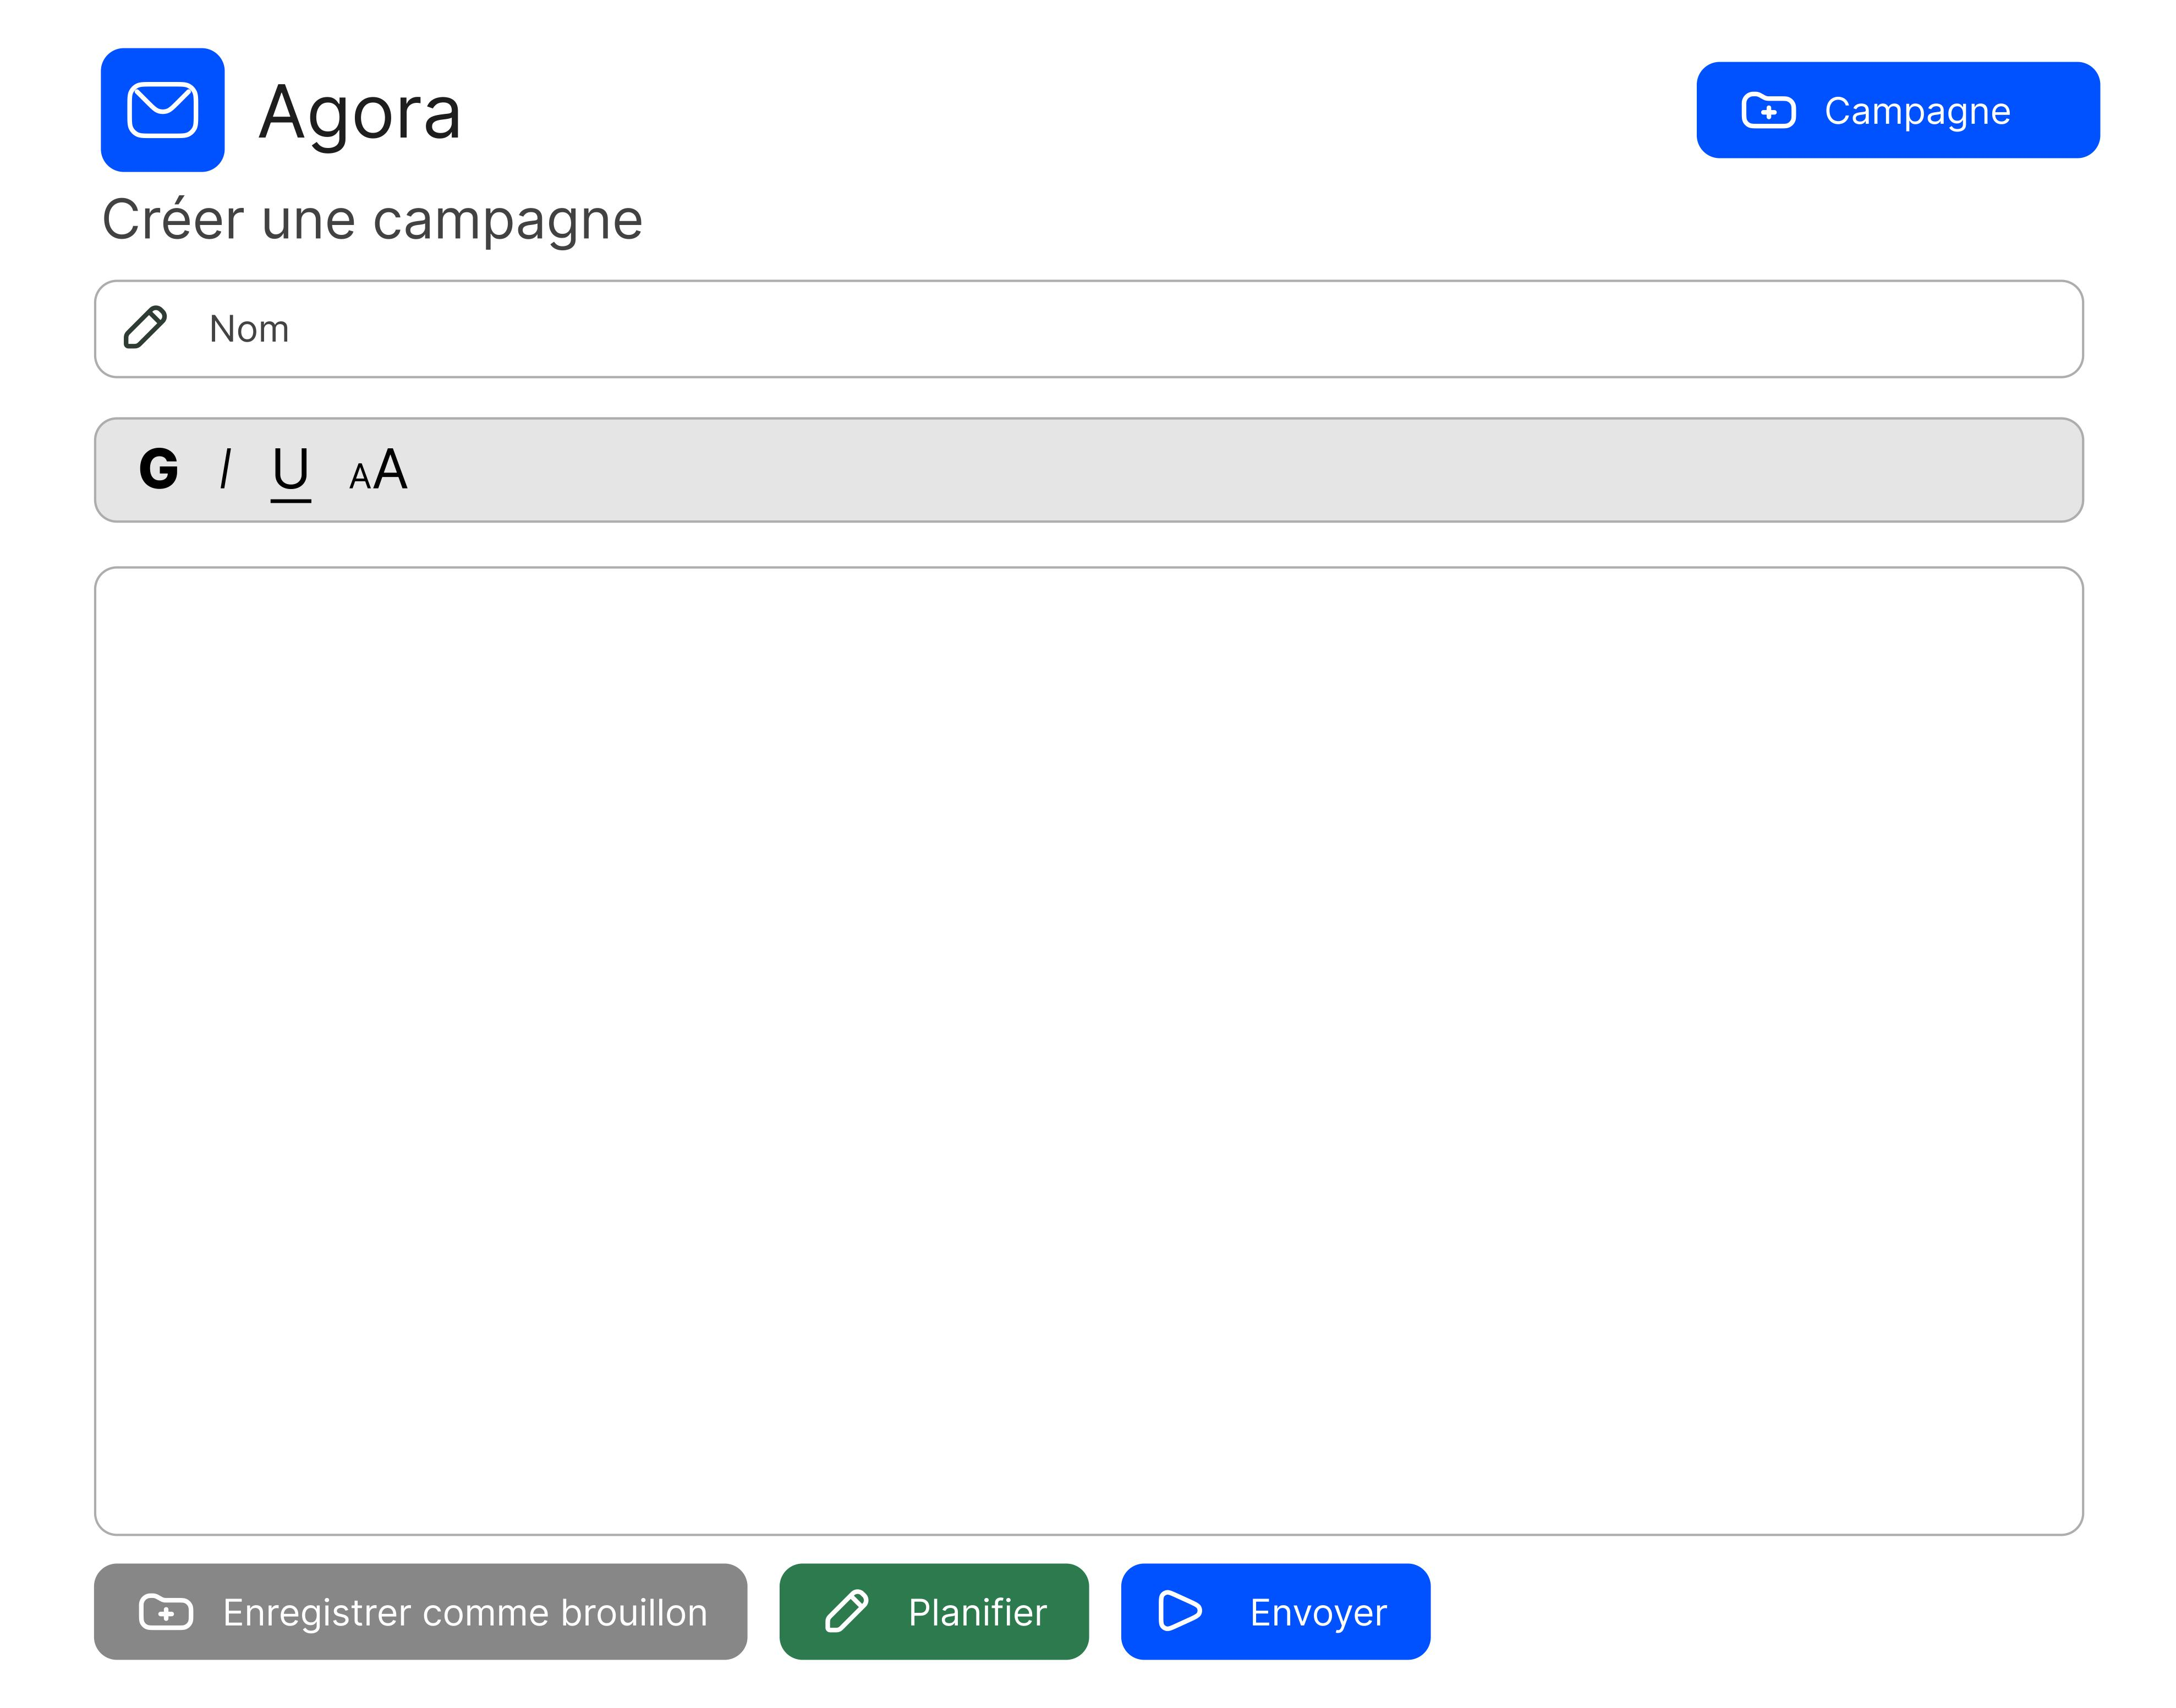 Agora
Campagne
Créer une campagne
Nom
G I U AA
Enregistrer comme brouillon
Planifier
Envoyer